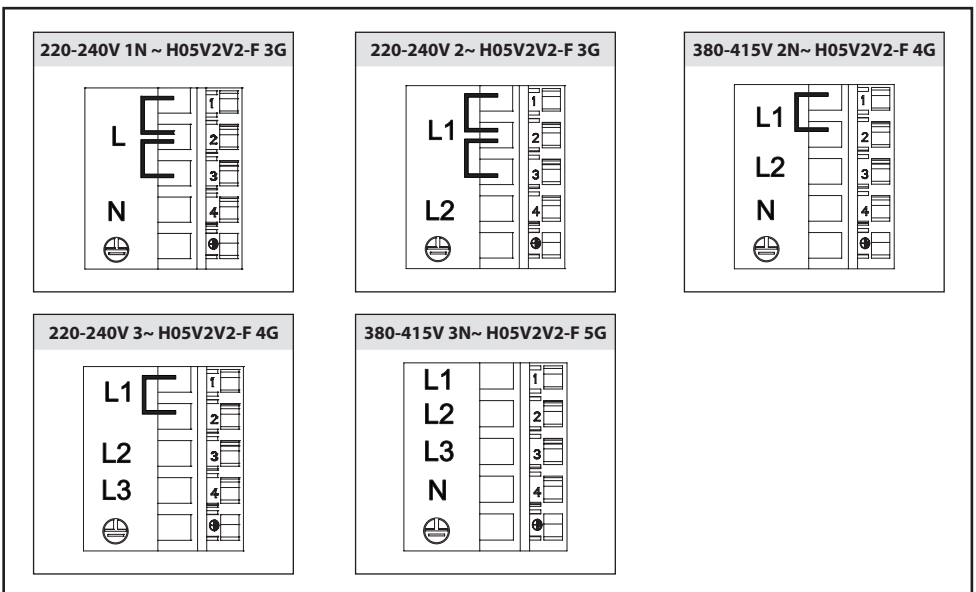 220-240V 1N ~ H05V2V2-F 3G
L
N
1
2
3
4
220-240V 2~ H05V2V2-F 3G
L1
L2
1
2
3
4
380-415V 2N~ H05V2V2-F 4G
L1
L2
N
1
2
3
4
220-240V 3~ H05V2V2-F 4G
L1
L2
L3
1
2
3
4
380-415V 3N~ H05V2V2-F 5G
L1
L2
L3
N
1
2
3
4